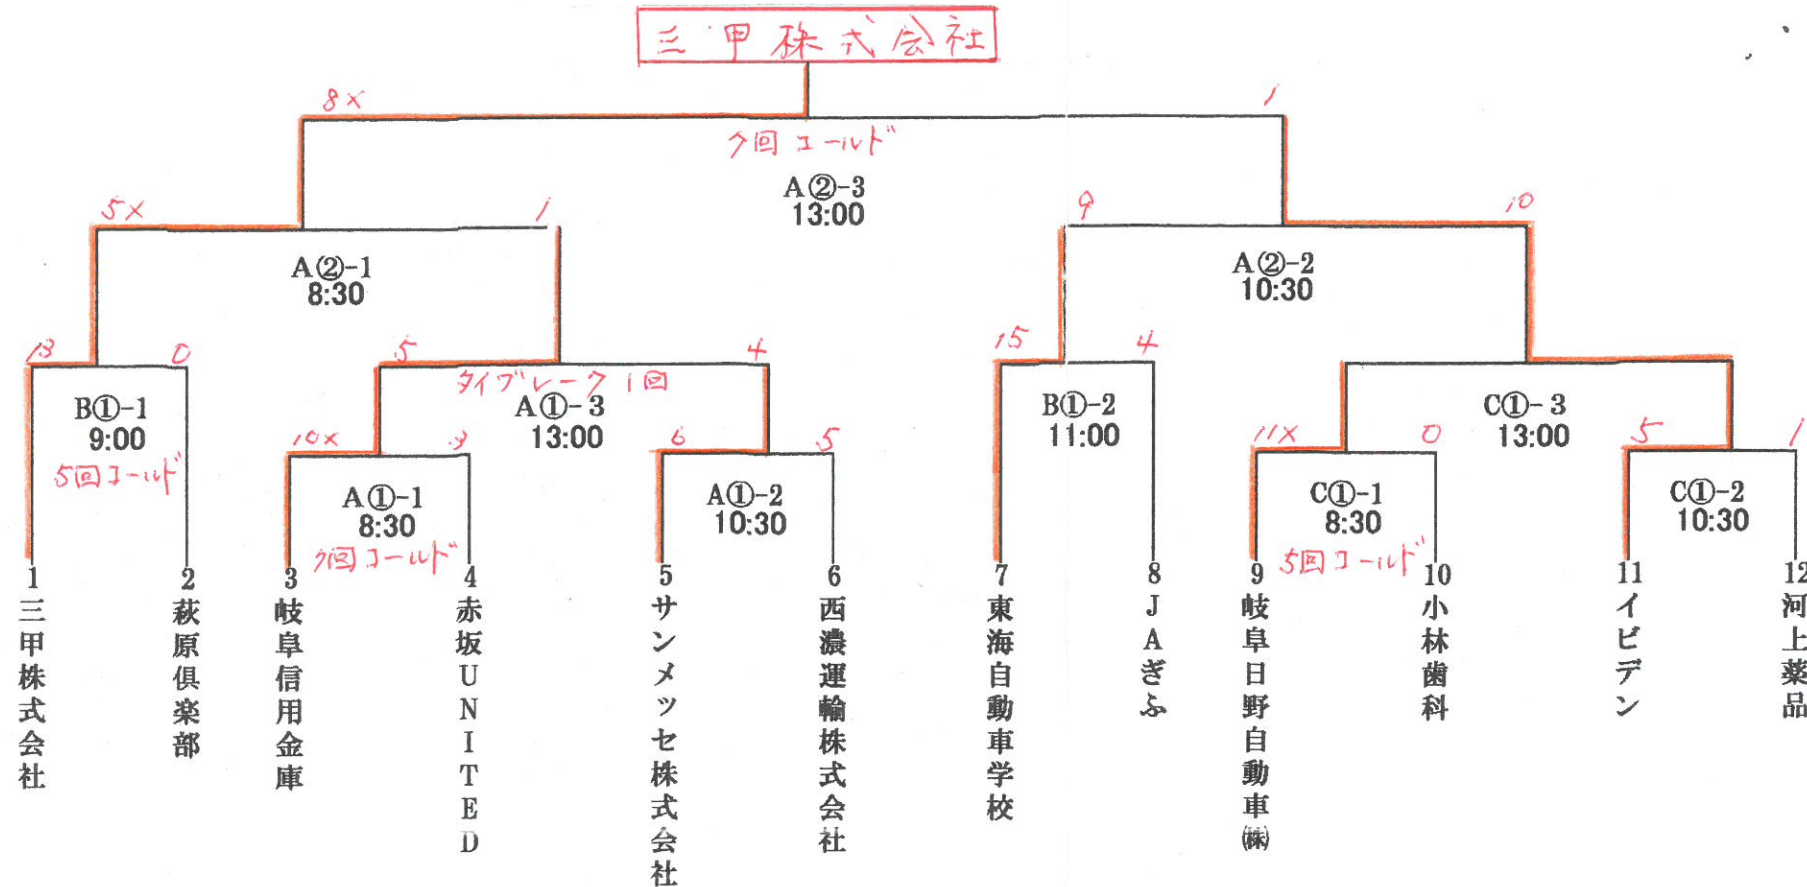 三甲株式会社
8× 1
7回コールド
A②-3
13:00
5× 1
9 10
A②-1
8:30
A②-2
10:30
13 0
5 4
タイブレーク 1回
15 4
B①-1
9:00
5回コールド
A①-3
13:00
B①-2
11:00
C①-3
13:00
10× 3
6 5
11× 0
5 1
A①-1
8:30
7回コールド
A①-2
10:30
C①-1
8:30
5回コールド
C①-2
10:30
1 三甲株式会社
2 萩原倶楽部
3 岐阜信用金庫
4 赤坂UNITED
5 サンメッセ株式会社
6 西濃運輸株式会社
7 東海自動車学校
8 JAぎふ
9 岐阜日野自動車㈱
10 小林歯科
11 イビデン
12 河上薬品